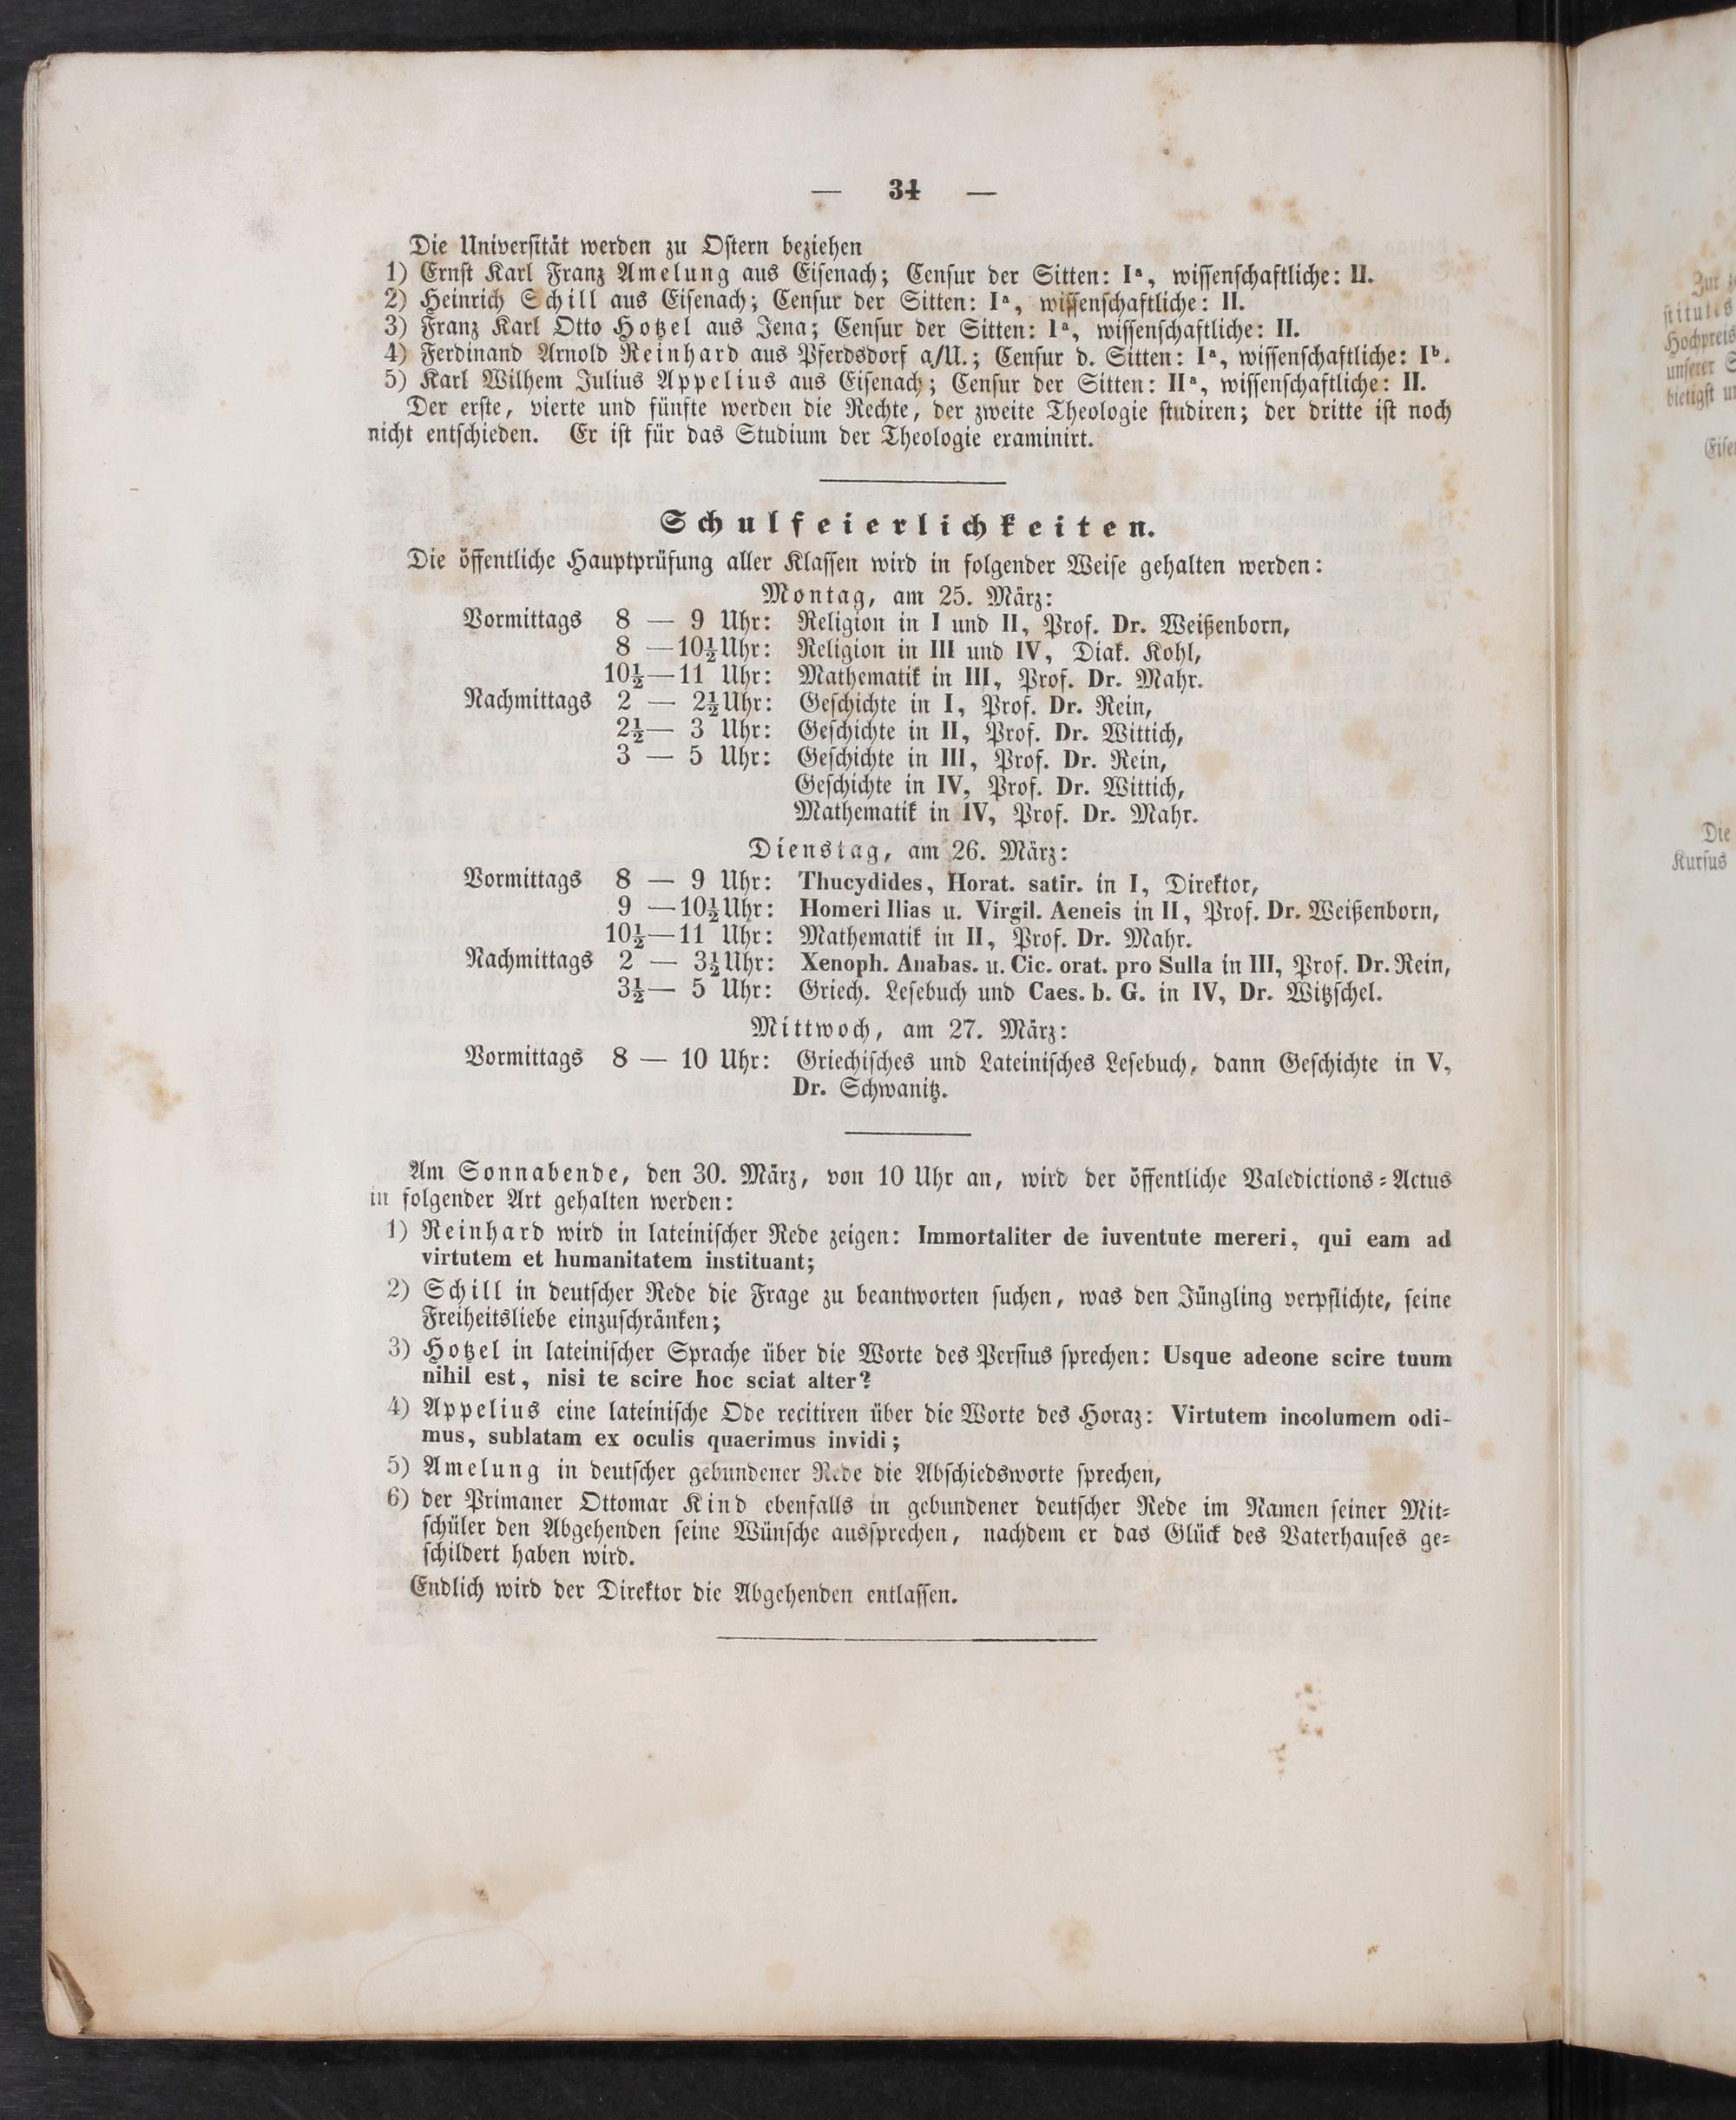 — 34 —
Die Universität werden zu Ostern beziehen
1) Ernst Karl Franz Amelung aus Eisenach; Censur der Sitten: Iª, wissenschaftliche: II.
2) Heinrich Schill aus Eisenach; Censur der Sitten: Iª, wissenschaftliche: II.
3) Franz Karl Otto Hotzel aus Jena; Censur der Sitten: Iª, wissenschaftliche: II.
4) Ferdinand Arnold Reinhard aus Pferdsdorf a/U.; Censur d. Sitten: Iª, wissenschaftliche: Iᵇ.
5) Karl Wilhem Julius Appelius aus Eisenach; Censur der Sitten: IIª, wissenschaftliche: II.
Der erste, vierte und fünfte werden die Rechte, der zweite Theologie studiren; der dritte ist noch
nicht entschieden. Er ist für das Studium der Theologie examinirt.
Schulfeierlichkeiten.
Die öffentliche Hauptprüfung aller Klassen wird in folgender Weise gehalten werden:
Montag, am 25. März:
Vormittags 8 — 9 Uhr: Religion in I und II, Prof. Dr. Weißenborn,
8 —10½ Uhr: Religion in III und IV, Diak. Kohl,
10½—11 Uhr: Mathematik in III, Prof. Dr. Mahr.
Nachmittags 2 — 2½ Uhr: Geschichte in I, Prof. Dr. Rein,
2½— 3 Uhr: Geschichte in II, Prof. Dr. Wittich,
3 — 5 Uhr: Geschichte in III, Prof. Dr. Rein,
Geschichte in IV, Prof. Dr. Wittich,
Mathematik in IV, Prof. Dr. Mahr.
Dienstag, am 26. März:
Vormittags 8 — 9 Uhr: Thucydides, Horat. satir. in I, Direktor,
9 —10½ Uhr: Homeri Ilias u. Virgil. Aeneis in II, Prof. Dr. Weißenborn,
10½—11 Uhr: Mathematik in II, Prof. Dr. Mahr.
Nachmittags 2 — 3½ Uhr: Xenoph. Anabas. u. Cic. orat. pro Sulla in III, Prof. Dr. Rein,
3½— 5 Uhr: Griech. Lesebuch und Caes. b. G. in IV, Dr. Witzschel.
Mittwoch, am 27. März:
Vormittags 8 — 10 Uhr: Griechisches und Lateinisches Lesebuch, dann Geschichte in V,
Dr. Schwanitz.
Am Sonnabende, den 30. März, von 10 Uhr an, wird der öffentliche Valedictions-Actus
in folgender Art gehalten werden:
1) Reinhard wird in lateinischer Rede zeigen: Immortaliter de iuventute mereri, qui eam ad
virtutem et humanitatem instituant;
2) Schill in deutscher Rede die Frage zu beantworten suchen, was den Jüngling verpflichte, seine
Freiheitsliebe einzuschränken;
3) Hotzel in lateinischer Sprache über die Worte des Persius sprechen: Usque adeone scire tuum
nihil est, nisi te scire hoc sciat alter?
4) Appelius eine lateinische Ode recitiren über die Worte des Horaz: Virtutem incolumem odi-
mus, sublatam ex oculis quaerimus invidi;
5) Amelung in deutscher gebundener Rede die Abschiedsworte sprechen,
6) der Primaner Ottomar Kind ebenfalls in gebundener deutscher Rede im Namen seiner Mit-
schüler den Abgehenden seine Wünsche aussprechen, nachdem er das Glück des Vaterhauses ge-
schildert haben wird.
Endlich wird der Direktor die Abgehenden entlassen.
Zur
stitutes
Hochpreis
unserer
bietigst
Die
Kursus